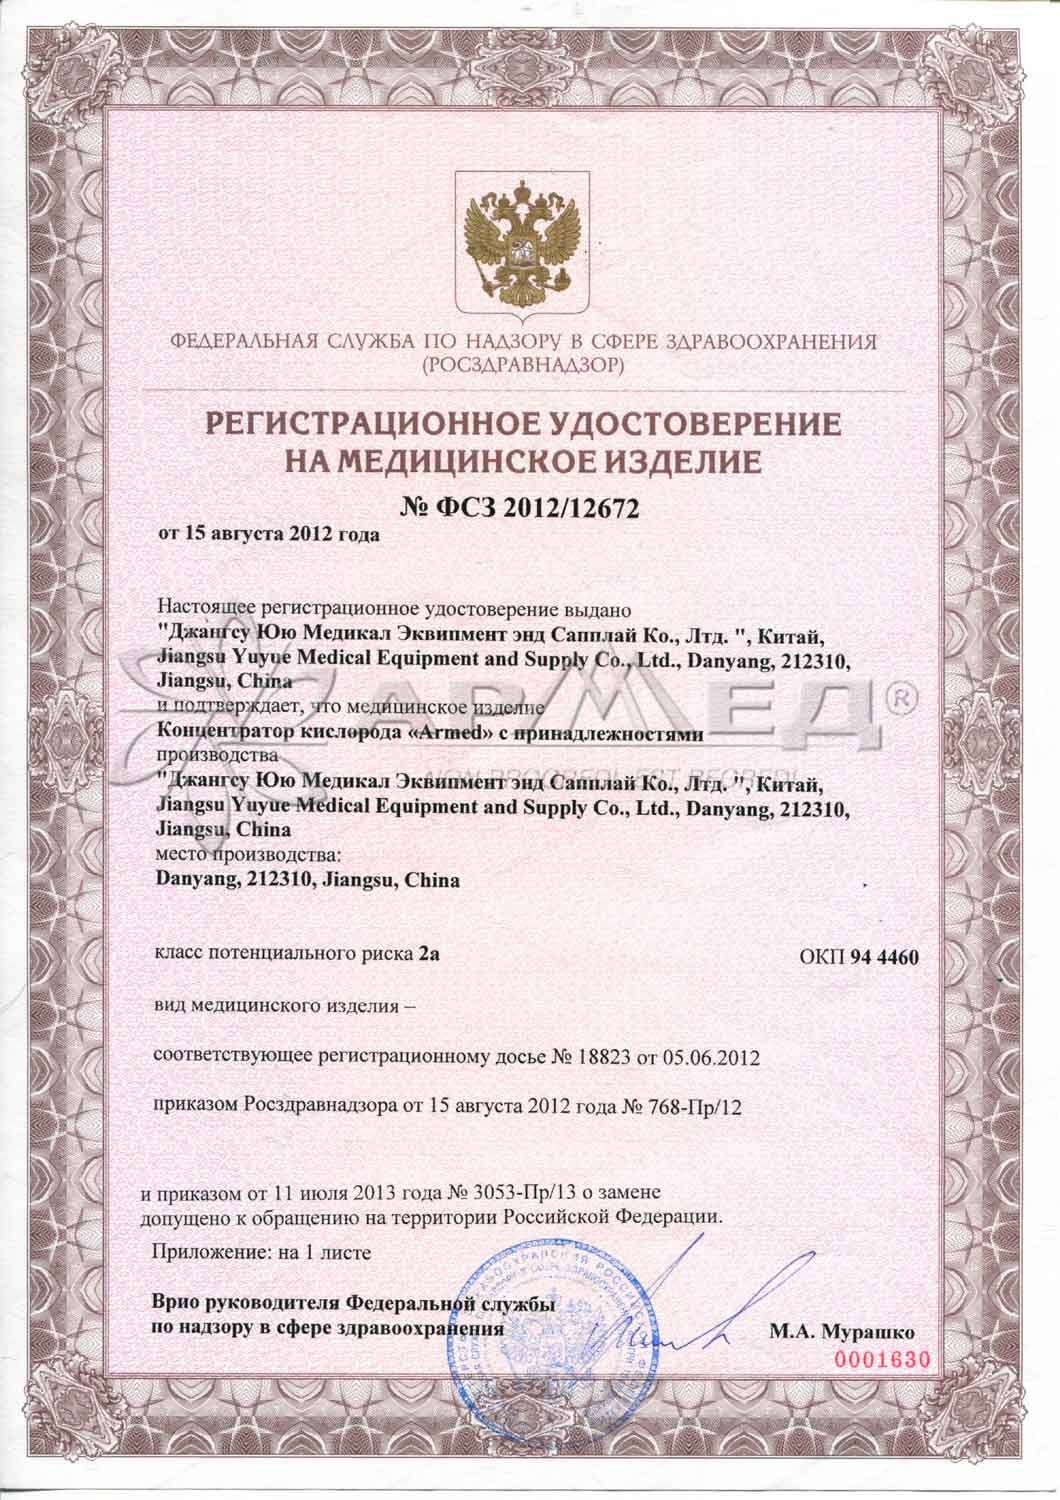 ФЕДЕРАЛЬНАЯ СЛУЖБА ПО НАДЗОРУ В СФЕРЕ ЗДРАВООХРАНЕНИЯ
(РОСЗДРАВНАДЗОР)
РЕГИСТРАЦИОННОЕ УДОСТОВЕРЕНИЕ
НА МЕДИЦИНСКОЕ ИЗДЕЛИЕ
№ ФСЗ 2012/12672
от 15 августа 2012 года
Настоящее регистрационное удостоверение выдано
"Джангсу Юю Медикал Эквипмент энд Сапплай Ко., Лтд. ", Китай,
Jiangsu Yuyue Medical Equipment and Supply Co., Ltd., Danyang, 212310,
Jiangsu, China
и подтверждает, что медицинское изделие
АРМЕД®
Концентратор кислорода «Armed» с принадлежностями
производства
NON PROGREDI EST REGREDI
"Джангсу Юю Медикал Эквипмент энд Сапплай Ко., Лтд. ", Китай,
Jiangsu Yuyue Medical Equipment and Supply Co., Ltd., Danyang, 212310,
Jiangsu, China
место производства:
Danyang, 212310, Jiangsu, China
класс потенциального риска 2а ОКП 94 4460
вид медицинского изделия –
соответствующее регистрационному досье № 18823 от 05.06.2012
приказом Росздравнадзора от 15 августа 2012 года № 768-Пр/12
и приказом от 11 июля 2013 года № 3053-Пр/13 о замене
допущено к обращению на территории Российской Федерации.
Приложение: на 1 листе
Врио руководителя Федеральной службы
по надзору в сфере здравоохранения
М.А. Мурашко
0001630